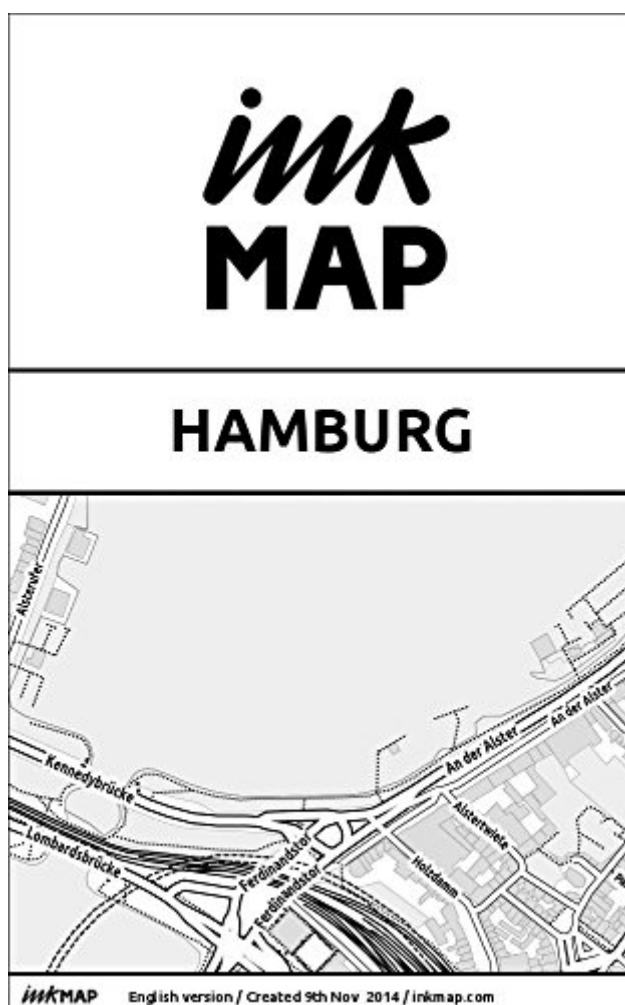 ink
MAP
HAMBURG
Alsterufer
An der Alster
An der Alster
Kennedybrücke
Alstertwiete
Lombardsbrücke
Ferdinandstor
Ferdinandstor
Holzdamm
inkMAP English version / Created 9th Nov 2014 / inkmap.com